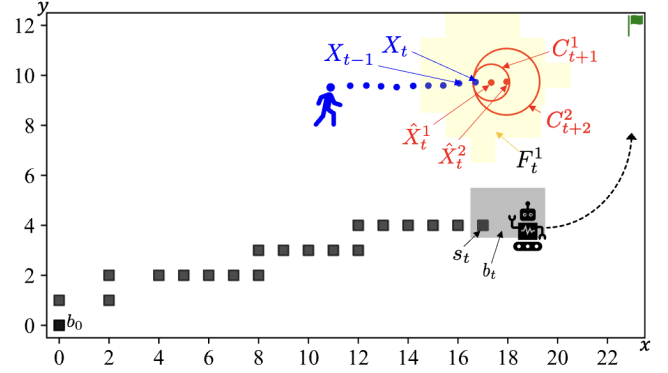 y
12
10
8
6
4
2
0
0 2 4 6 8 10 12 14 16 18 20 22
x
X_{t-1}
X_t
C^1_{t+1}
C^2_{t+2}
\hat{X}^1_t
\hat{X}^2_t
F^1_t
s_t
b_t
b_0